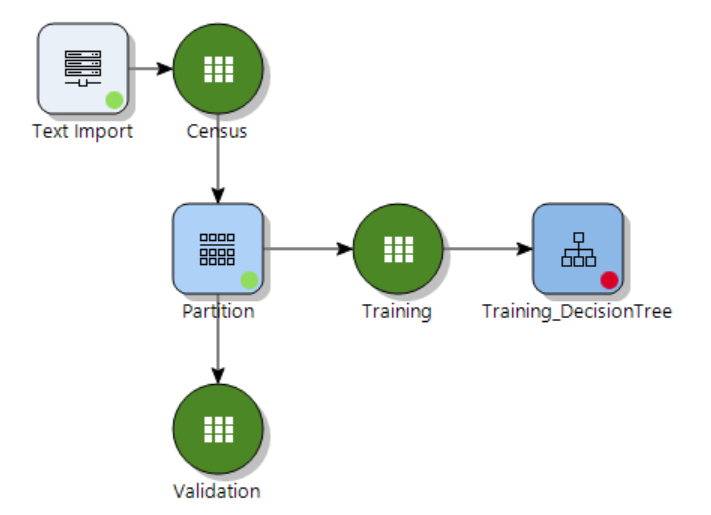 Text Import
Census
Partition
Training
Training_DecisionTree
Validation